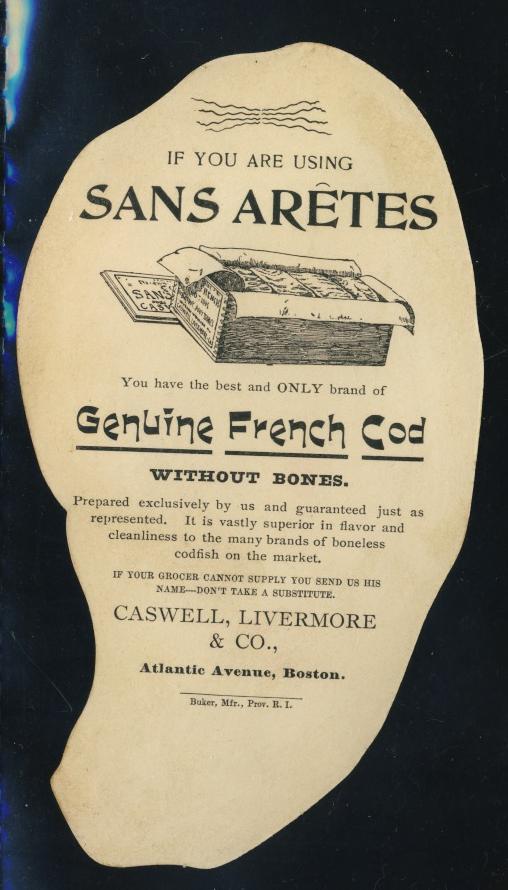 IF YOU ARE USING
SANS ARÊTES
SANS
You have the best and ONLY brand of
Genuine French Cod
WITHOUT BONES.
Prepared exclusively by us and guaranteed just as
represented. It is vastly superior in flavor and
cleanliness to the many brands of boneless
codfish on the market.
IF YOUR GROCER CANNOT SUPPLY YOU SEND US HIS
NAME—DON'T TAKE A SUBSTITUTE.
CASWELL, LIVERMORE
& CO.,
Atlantic Avenue, Boston.
Buker, Mfr., Prov. R. I.